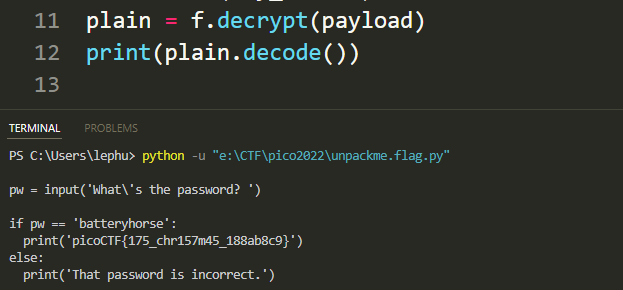 11 plain = f.decrypt(payload)
12 print(plain.decode())
13
TERMINAL PROBLEMS
PS C:\Users\lephu> python -u "e:\CTF\pico2022\unpackme.flag.py"
pw = input('What\'s the password? ')
if pw == 'batteryhorse':
  print('picoCTF{175_chr157m45_188ab8c9}')
else:
  print('That password is incorrect.')